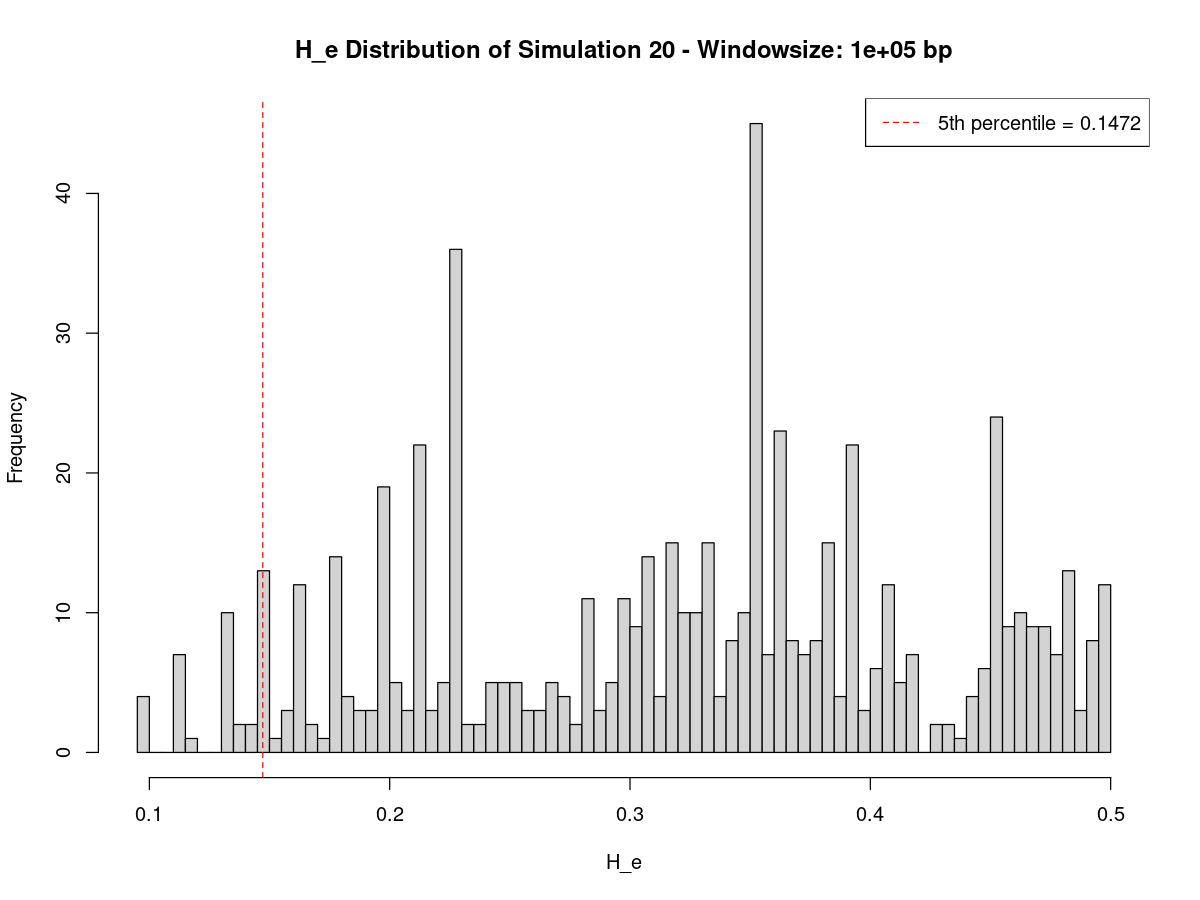 H_e Distribution of Simulation 20 - Windowsize: 1e+05 bp
5th percentile = 0.1472
Frequency
40
30
20
10
0
0.1 0.2 0.3 0.4 0.5
H_e